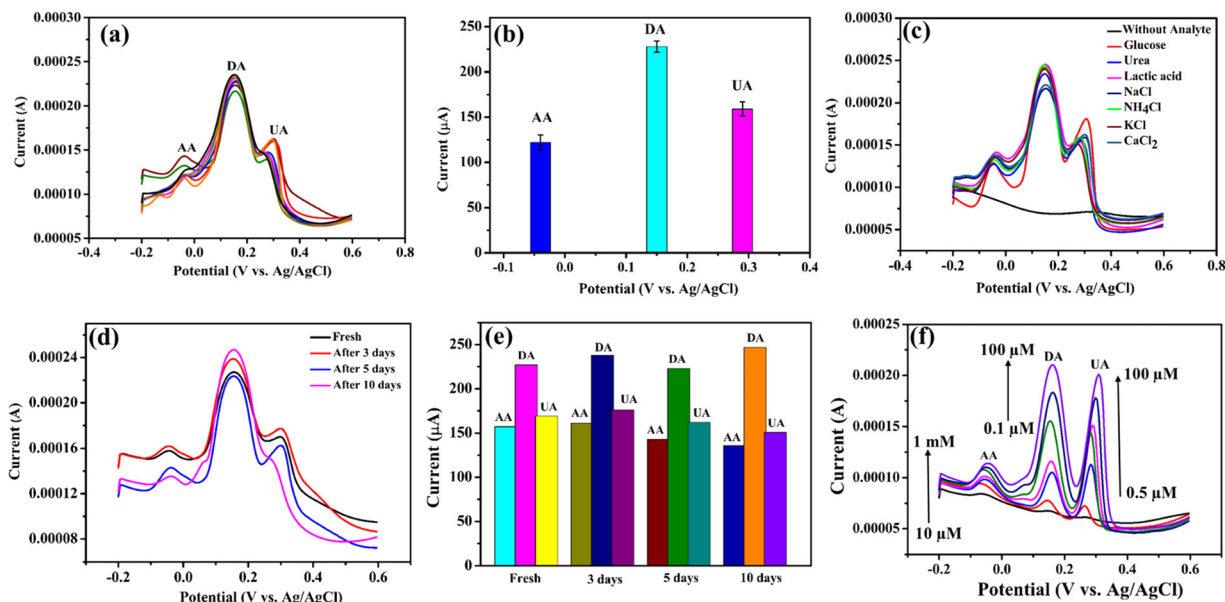 (a)
DA
AA
UA
0.00030
0.00025
0.00020
0.00015
0.00010
0.00005
-0.4
-0.2
0.0
0.2
0.4
0.6
0.8
Current (A)
Potential (V vs. Ag/AgCl)
(b)
DA
AA
UA
250
200
150
100
50
0
-0.1
0.0
0.1
0.2
0.3
0.4
Current (μA)
Potential (V vs. Ag/AgCl)
(c)
Without Analyte
Glucose
Urea
Lactic acid
NaCl
NH4Cl
KCl
CaCl2
0.00030
0.00025
0.00020
0.00015
0.00010
0.00005
-0.4
-0.2
0.0
0.2
0.4
0.6
0.8
Current (A)
Potential (V vs. Ag/AgCl)
(d)
Fresh
After 3 days
After 5 days
After 10 days
0.00024
0.00020
0.00016
0.00012
0.00008
-0.2
0.0
0.2
0.4
0.6
Current (A)
Potential (V vs. Ag/AgCl)
(e)
AA
DA
UA
AA
DA
UA
AA
DA
UA
AA
DA
UA
250
200
150
100
50
0
Fresh
3 days
5 days
10 days
Current (μA)
(f)
100 μM
DA
UA
100 μM
0.1 μM
1 mM
AA
0.5 μM
10 μM
0.00025
0.00020
0.00015
0.00010
0.00005
-0.2
0.0
0.2
0.4
0.6
Current (A)
Potential (V vs. Ag/AgCl)